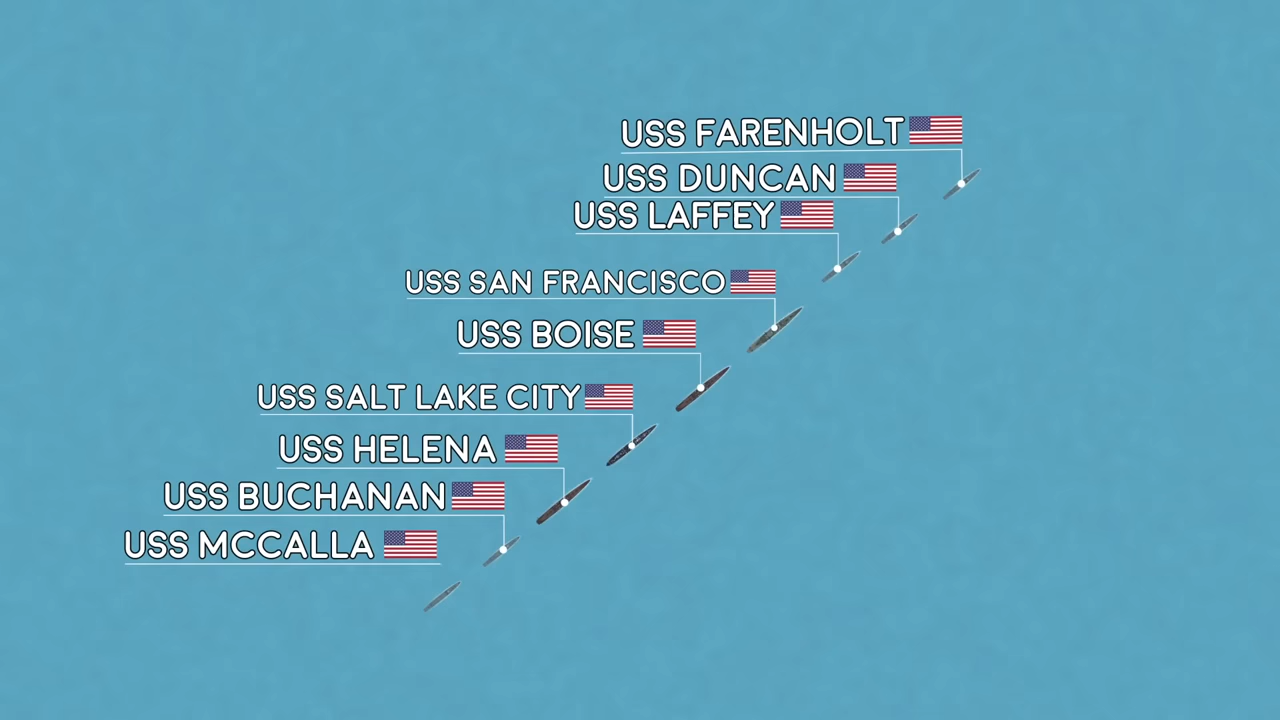 USS FARENHOLT
USS DUNCAN
USS LAFFEY
USS SAN FRANCISCO
USS BOISE
USS SALT LAKE CITY
USS HELENA
USS BUCHANAN
USS MCCALLA